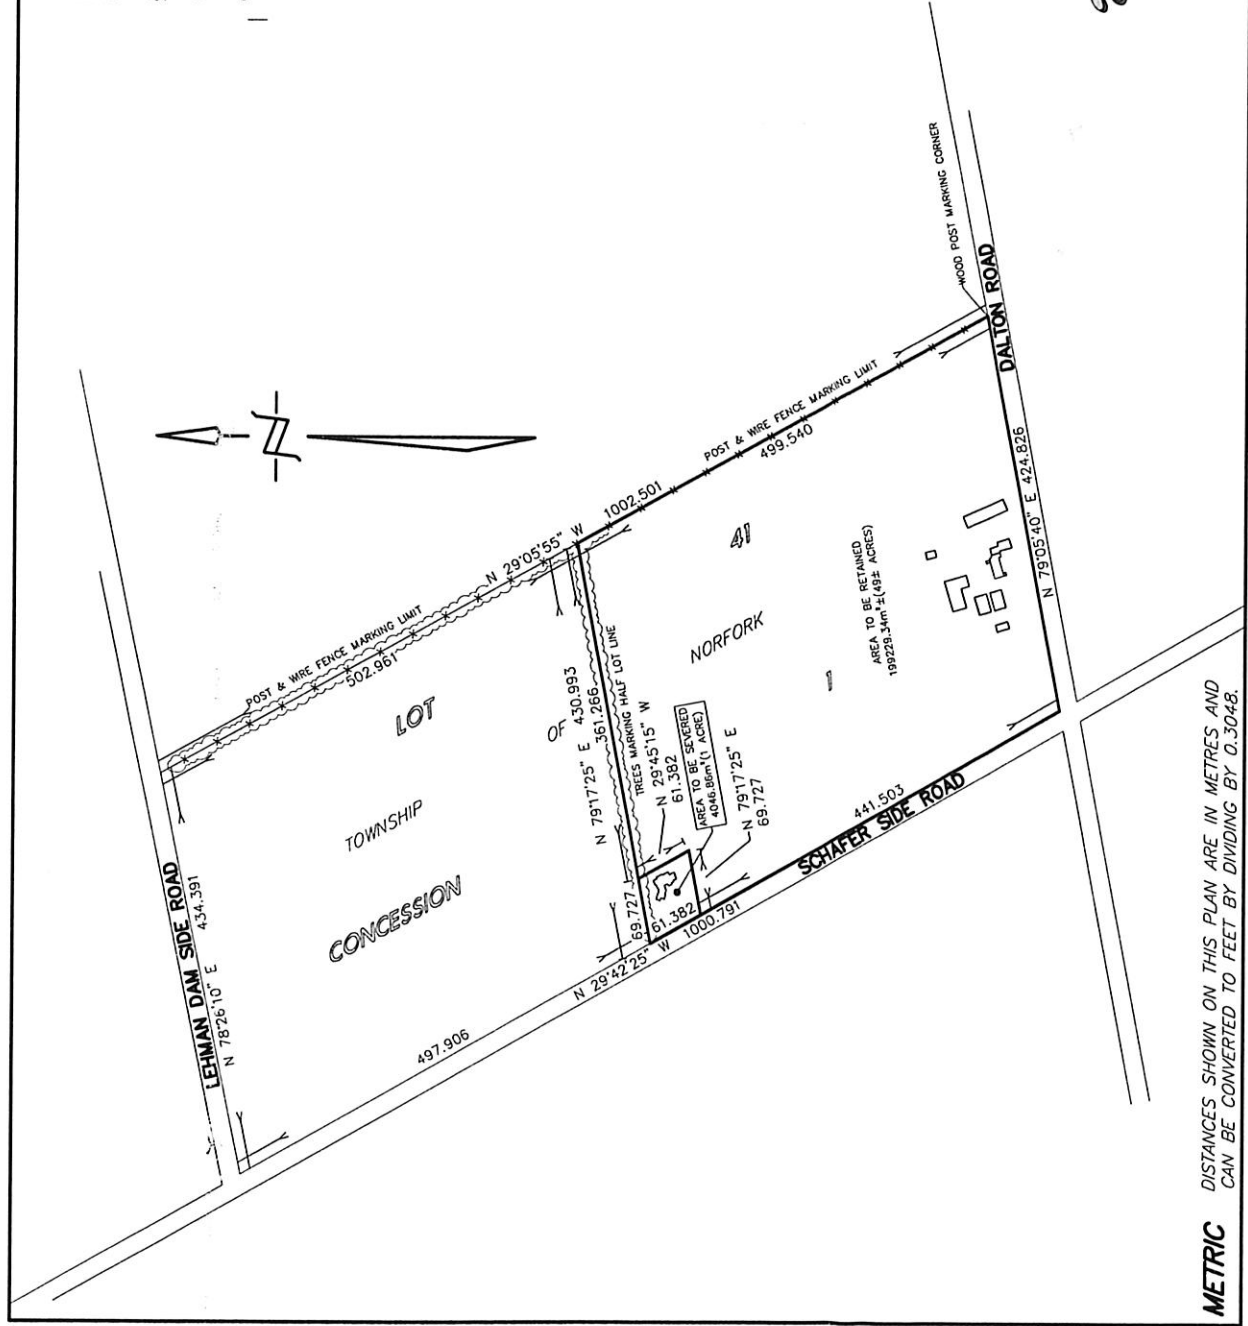 LEHMAN DAM SIDE ROAD
N 78°26'10" E 434.391
POST & WIRE FENCE MARKING LIMIT
502.961
N 29°05'55" W
1002.501
POST & WIRE FENCE MARKING LIMIT
499.540
WOOD POST MARKING CORNER
DALTON ROAD
N 79°05'40" E 424.826
LOT
OF
TOWNSHIP
CONCESSION
41
NORFORK
1
N 79°17'25" E 430.993
361.266
TREES MARKING HALF LOT LINE
N 29°45'15" W
61.382
AREA TO BE SEVERED
4046.86m²(1 ACRE)
N 79°17'25" E
69.727
69.727
61.382
N 29°42'25" W 1000.791
497.906
441.503
SCHAFER SIDE ROAD
AREA TO BE RETAINED
199229.34m²±(49± ACRES)
METRIC DISTANCES SHOWN ON THIS PLAN ARE IN METRES AND
CAN BE CONVERTED TO FEET BY DIVIDING BY 0.3048.